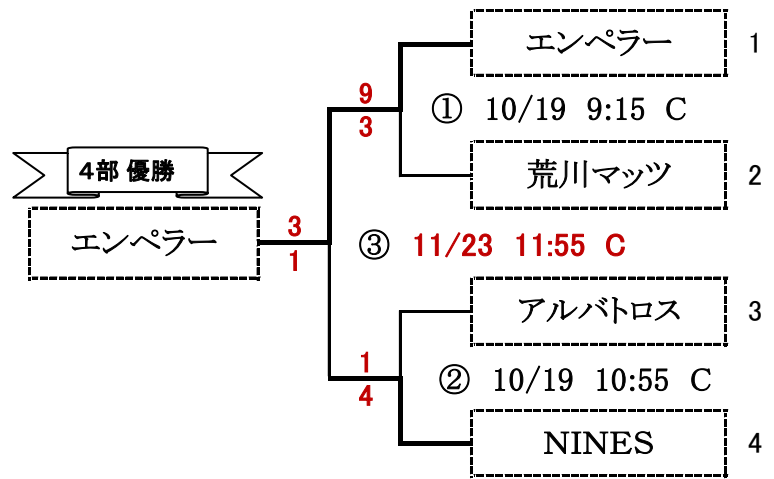 エンペラー 1
9
① 10/19 9:15 C
3
4部 優勝
荒川マッツ 2
エンペラー
3
③ 11/23 11:55 C
1
アルバトロス 3
1
② 10/19 10:55 C
4
NINES 4